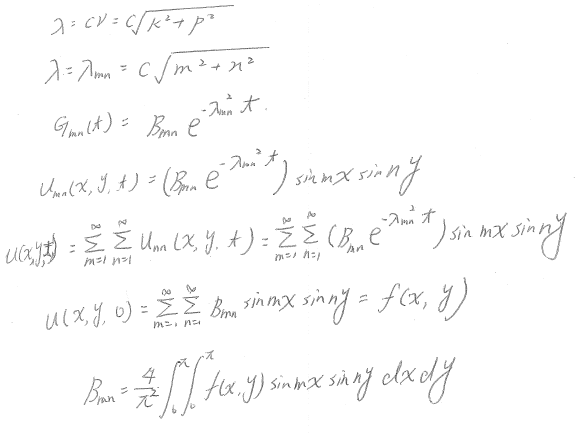 λ = cν = c√(k² + p²)
λ = λmn = c√(m² + n²)
Gmn(t) = Bmn e^(-λmn² t).
Umn(x, y, t) = (Bmn e^(-λmn² t)) sin mx sin ny
u(x,y,t) = Σ_{m=1}^∞ Σ_{n=1}^∞ Umn (x, y, t) = Σ_{m=1}^∞ Σ_{n=1}^∞ (Bmn e^(-λmn² t)) sin mx sin ny
u(x, y, 0) = Σ_{m=1}^∞ Σ_{n=1}^∞ Bmn sin mx sin ny = f(x, y)
Bmn = 4/π² ∫_0^π ∫_0^π f(x, y) sin mx sin ny dx dy